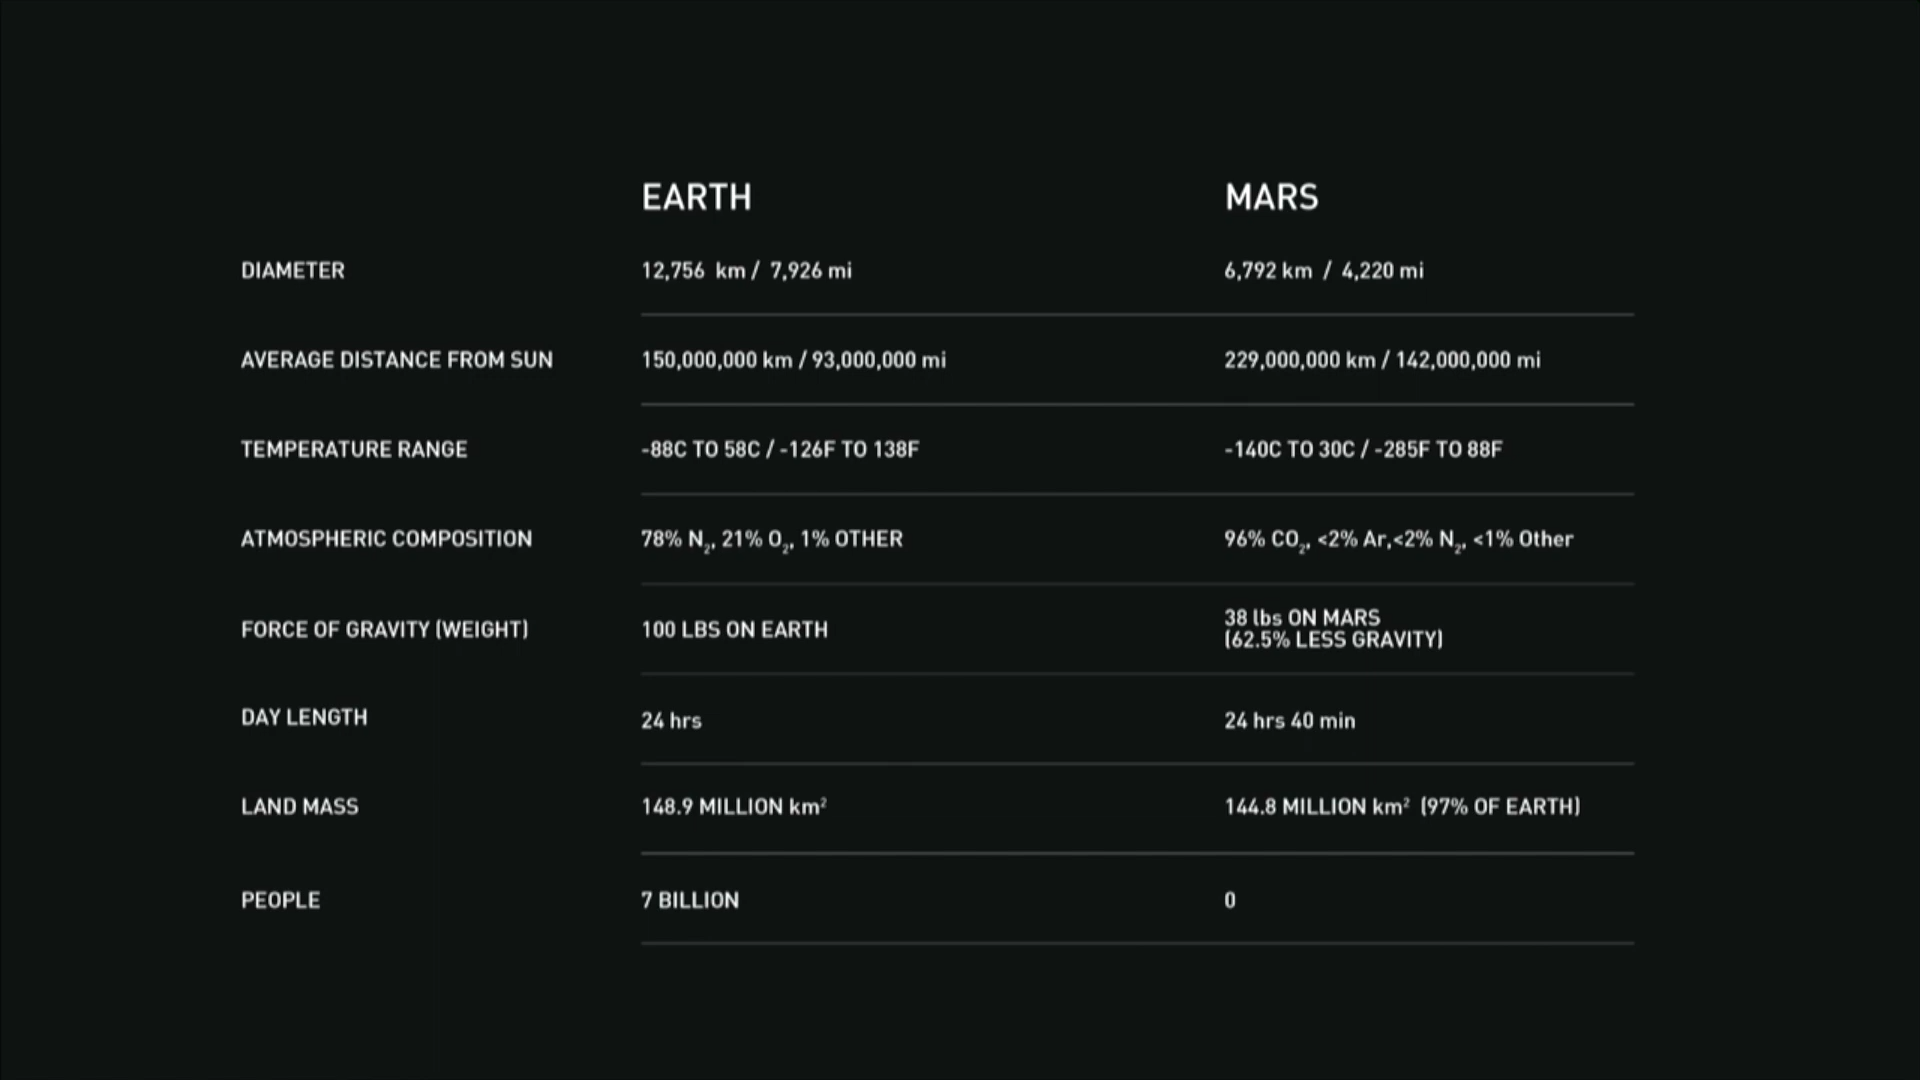 EARTH MARS
DIAMETER 12,756 km / 7,926 mi 6,792 km / 4,220 mi
AVERAGE DISTANCE FROM SUN 150,000,000 km / 93,000,000 mi 229,000,000 km / 142,000,000 mi
TEMPERATURE RANGE -88C TO 58C / -126F TO 138F -140C TO 30C / -285F TO 88F
ATMOSPHERIC COMPOSITION 78% N₂, 21% O₂, 1% OTHER 96% CO₂, <2% Ar,<2% N₂, <1% Other
FORCE OF GRAVITY (WEIGHT) 100 LBS ON EARTH 38 lbs ON MARS
(62.5% LESS GRAVITY)
DAY LENGTH 24 hrs 24 hrs 40 min
LAND MASS 148.9 MILLION km² 144.8 MILLION km² (97% OF EARTH)
PEOPLE 7 BILLION 0